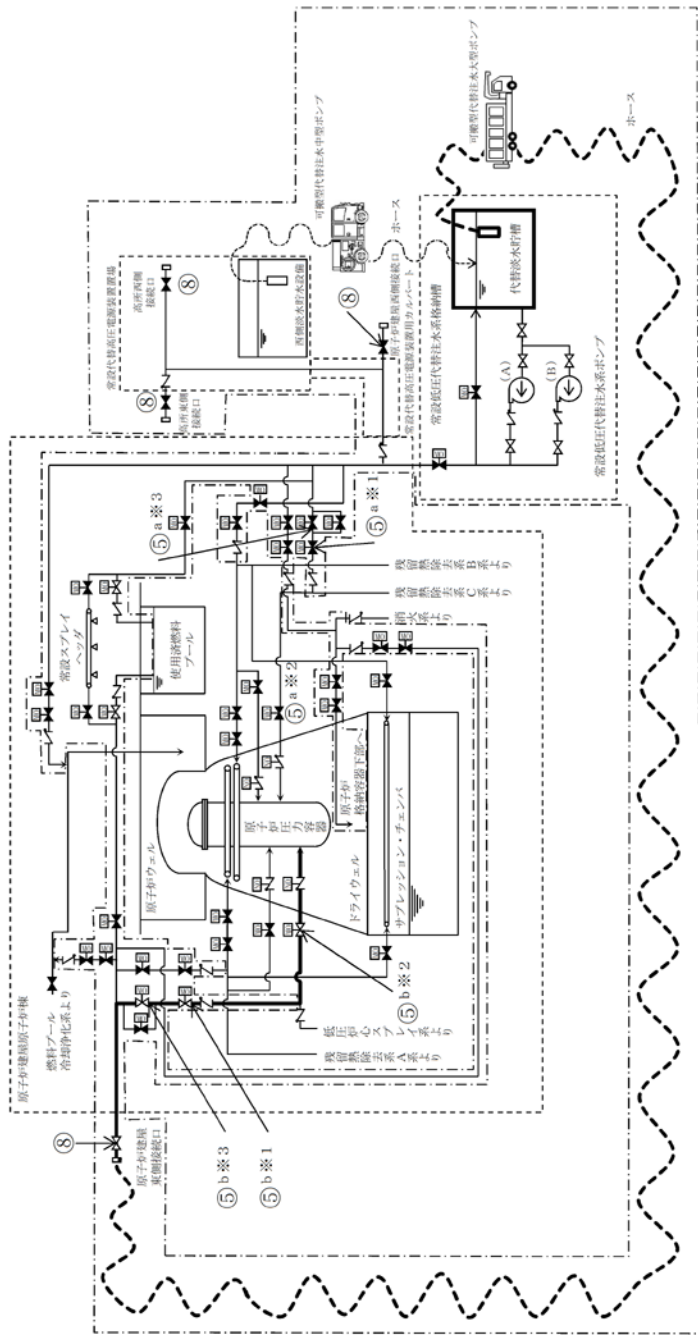 原子炉建屋原子炉棟
燃料プール
冷却浄化系より
原子炉ウェル
常設スプレイ
ヘッダ
使用済燃料
プール
常設代替高圧電源装置置場
高所東側
接続口
⑧
高所西側
接続口
⑧
西側淡水貯水設備
可搬型代替注水中型ポンプ
ホース
可搬型代替注水大型ポンプ
ホース
⑧
原子炉建屋
東側接続口
⑤b※3
⑤b※1
⑤b※2
低圧炉心
スプレイ系より
残留熱除去系A系より
原子炉圧力容器
ドライウェル
サプレッション・チェンバ
原子炉
格納容器下部へ
⑤a※3
⑤a※2
⑤a※1
残留熱除去系B系より
残留熱除去系C系より
消火系より
⑧
原子炉建屋西側接続口
常設代替高圧電源装置用カルバート
常設低圧代替注水系格納槽
代替淡水貯槽
(A)
(B)
常設低圧代替注水系ポンプ